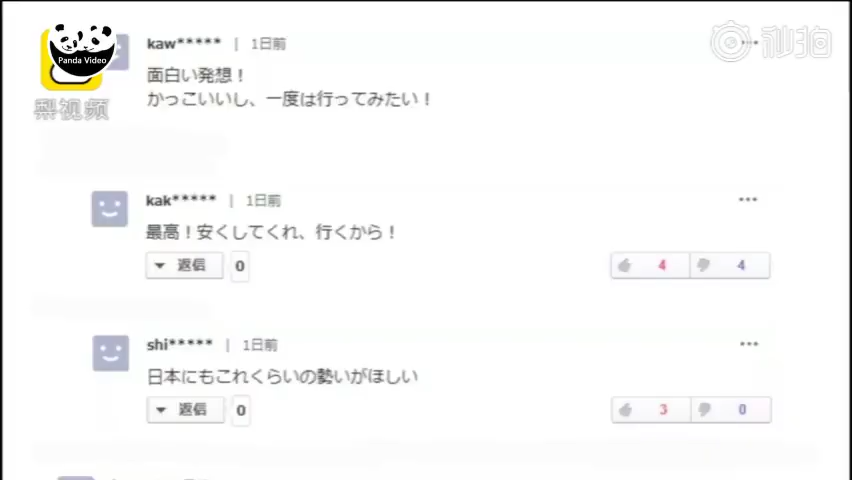 Panda Video
梨视频
秒拍
kaw***** | 1日前
面白い発想！
かっこいいし、一度は行ってみたい！
kak***** | 1日前
最高！安くしてくれ、行くから！
返信 0
4 4
shi***** | 1日前
日本にもこれくらいの勢いがほしい
返信 0
3 0